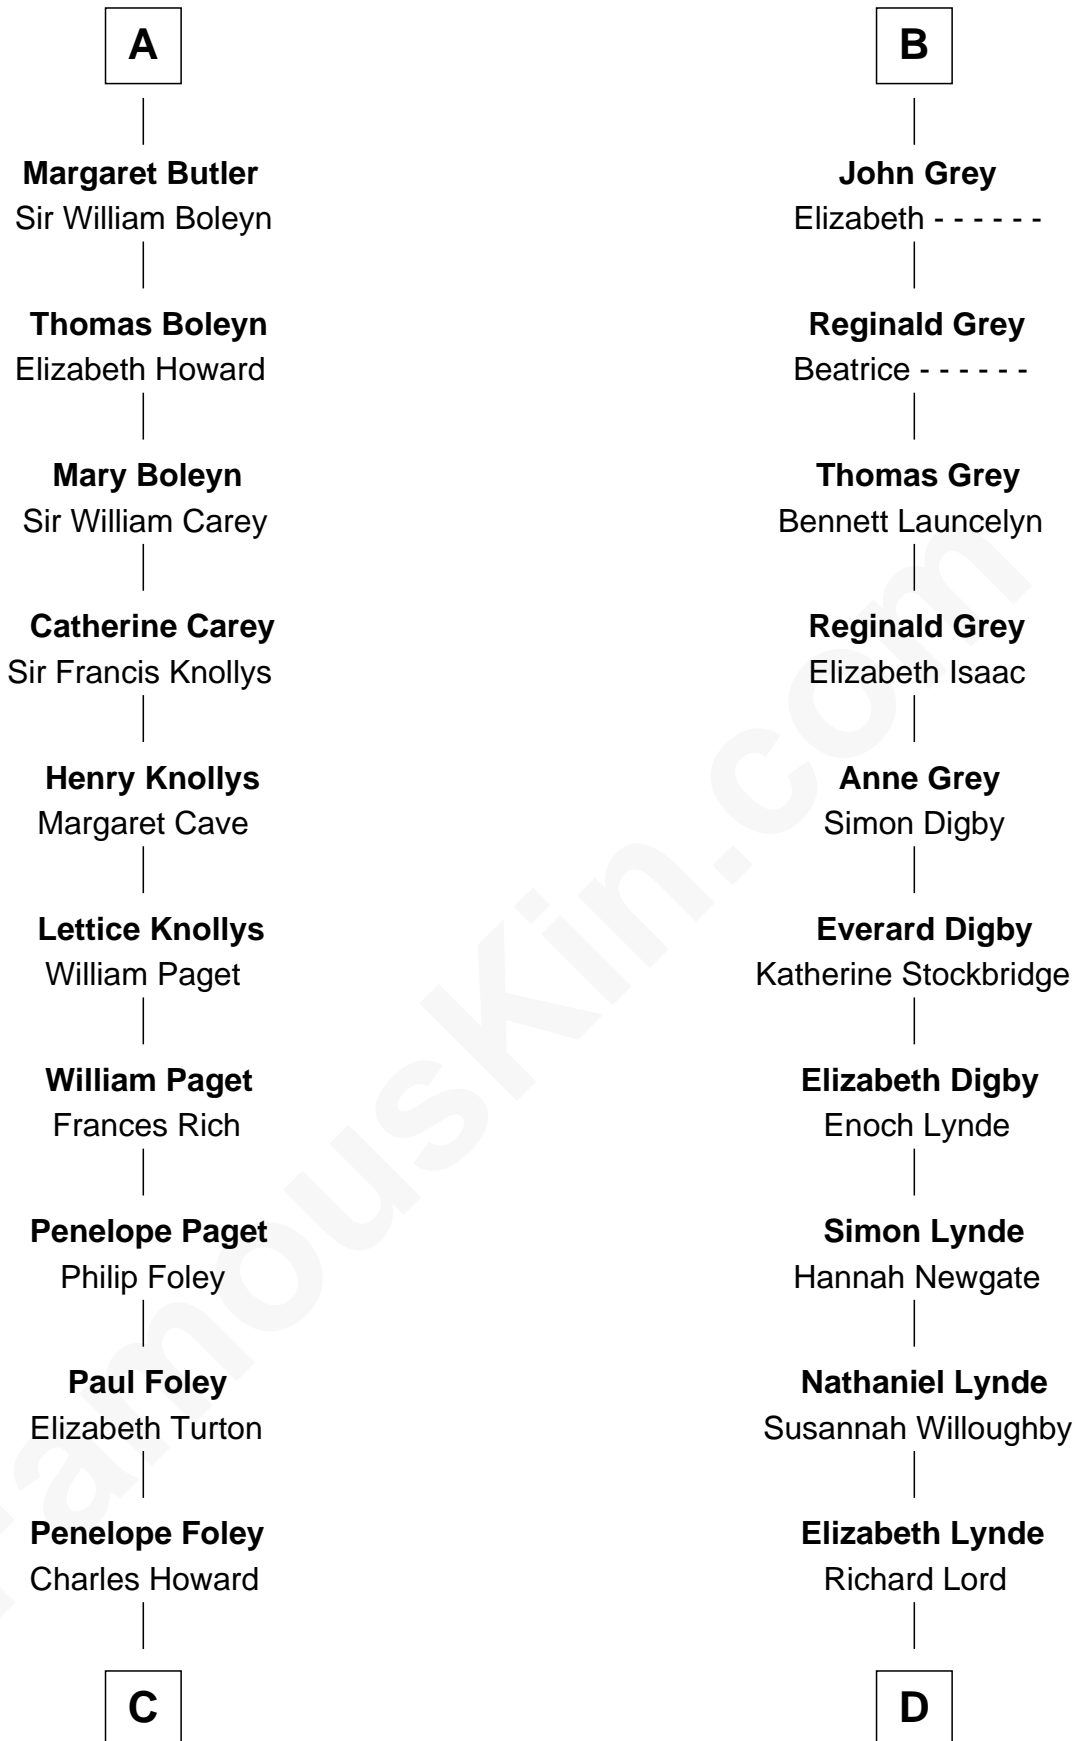 A
Margaret Butler
Sir William Boleyn
Thomas Boleyn
Elizabeth Howard
Mary Boleyn
Sir William Carey
Catherine Carey
Sir Francis Knollys
Henry Knollys
Margaret Cave
Lettice Knollys
William Paget
William Paget
Frances Rich
Penelope Paget
Philip Foley
Paul Foley
Elizabeth Turton
Penelope Foley
Charles Howard
C
B
John Grey
Elizabeth - - - - - -
Reginald Grey
Beatrice - - - - - -
Thomas Grey
Bennett Launcelyn
Reginald Grey
Elizabeth Isaac
Anne Grey
Simon Digby
Everard Digby
Katherine Stockbridge
Elizabeth Digby
Enoch Lynde
Simon Lynde
Hannah Newgate
Nathaniel Lynde
Susannah Willoughby
Elizabeth Lynde
Richard Lord
D
FamousKin.com